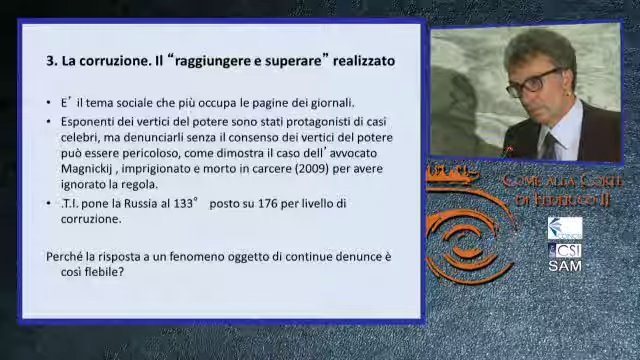 3. La corruzione. Il “raggiungere e superare” realizzato
• E’ il tema sociale che più occupa le pagine dei giornali.
• Esponenti dei vertici del potere sono stati protagonisti di casi
celebri, ma denunciarli senza il consenso dei vertici del potere
può essere pericoloso, come dimostra il caso dell’avvocato
Magnickij , imprigionato e morto in carcere (2009) per avere
ignorato la regola.
• .T.I. pone la Russia al 133° posto su 176 per livello di
corruzione.
Perché la risposta a un fenomeno oggetto di continue denunce è
così flebile?
Come alla Corte
di Federico II
CSI
SAM